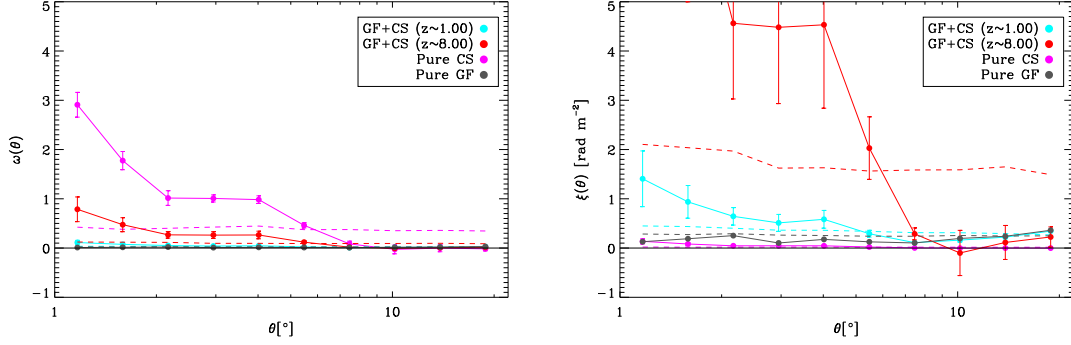 GF+CS (z~1.00)
GF+CS (z~8.00)
Pure CS
Pure GF
5
4
3
2
1
0
-1
ω(θ)
1
10
θ[°]
GF+CS (z~1.00)
GF+CS (z~8.00)
Pure CS
Pure GF
5
4
3
2
1
0
-1
ξ(θ) [rad m⁻²]
1
10
θ[°]